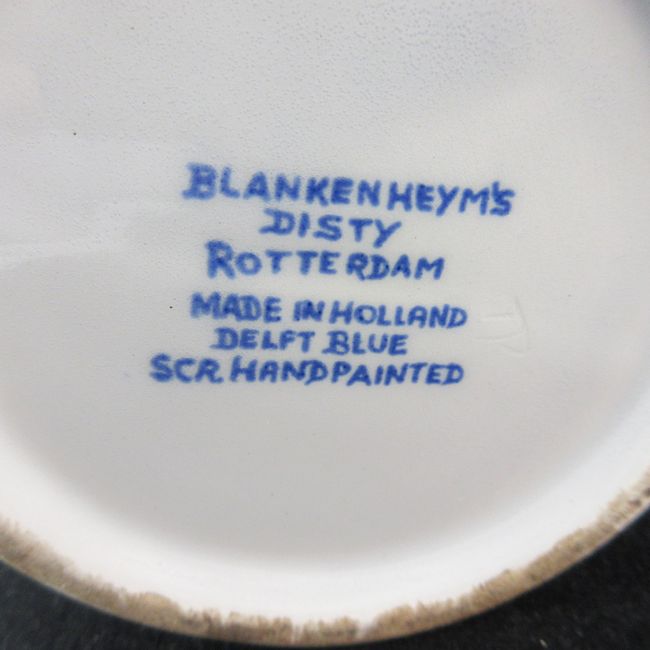 BLANKENHEYM'S
DISTY
ROTTERDAM
MADE IN HOLLAND
DELFT BLUE
SCR. HANDPAINTED